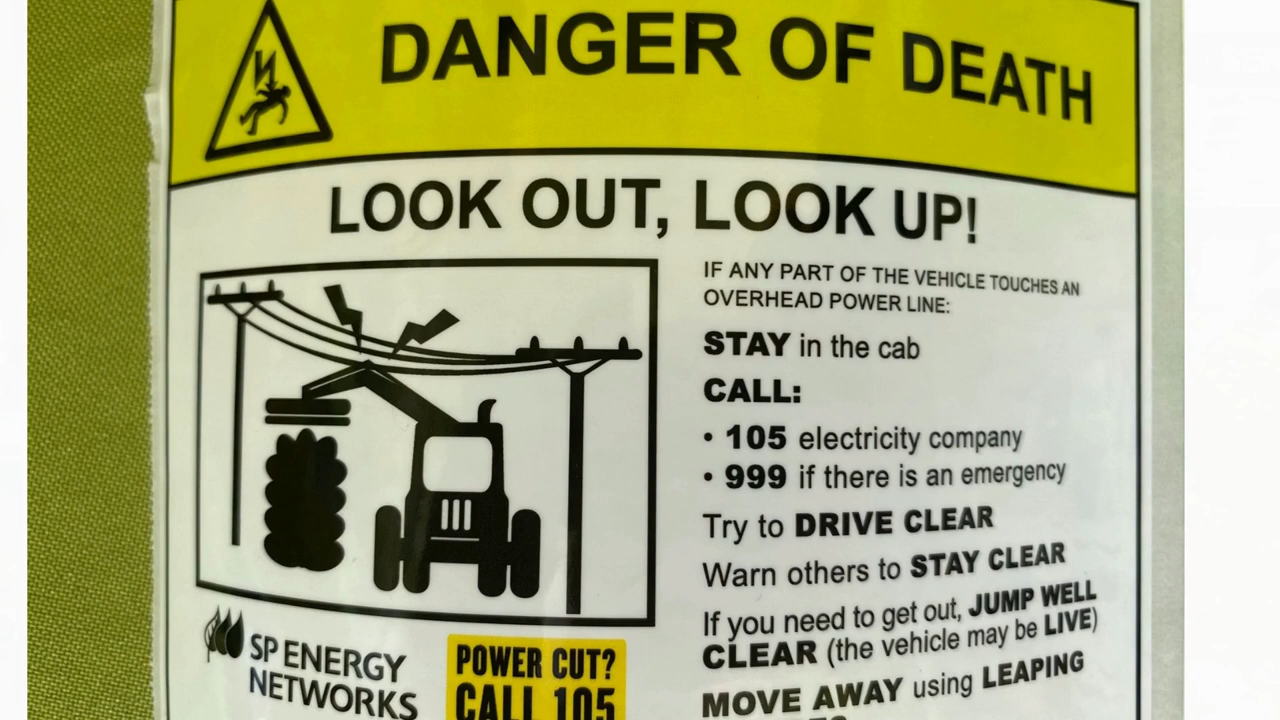 DANGER OF DEATH
LOOK OUT, LOOK UP!
IF ANY PART OF THE VEHICLE TOUCHES AN
OVERHEAD POWER LINE:
STAY in the cab
CALL:
• 105 electricity company
• 999 if there is an emergency
Try to DRIVE CLEAR
Warn others to STAY CLEAR
If you need to get out, JUMP WELL
CLEAR (the vehicle may be LIVE)
MOVE AWAY using LEAPING
SP ENERGY
NETWORKS
POWER CUT?
CALL 105